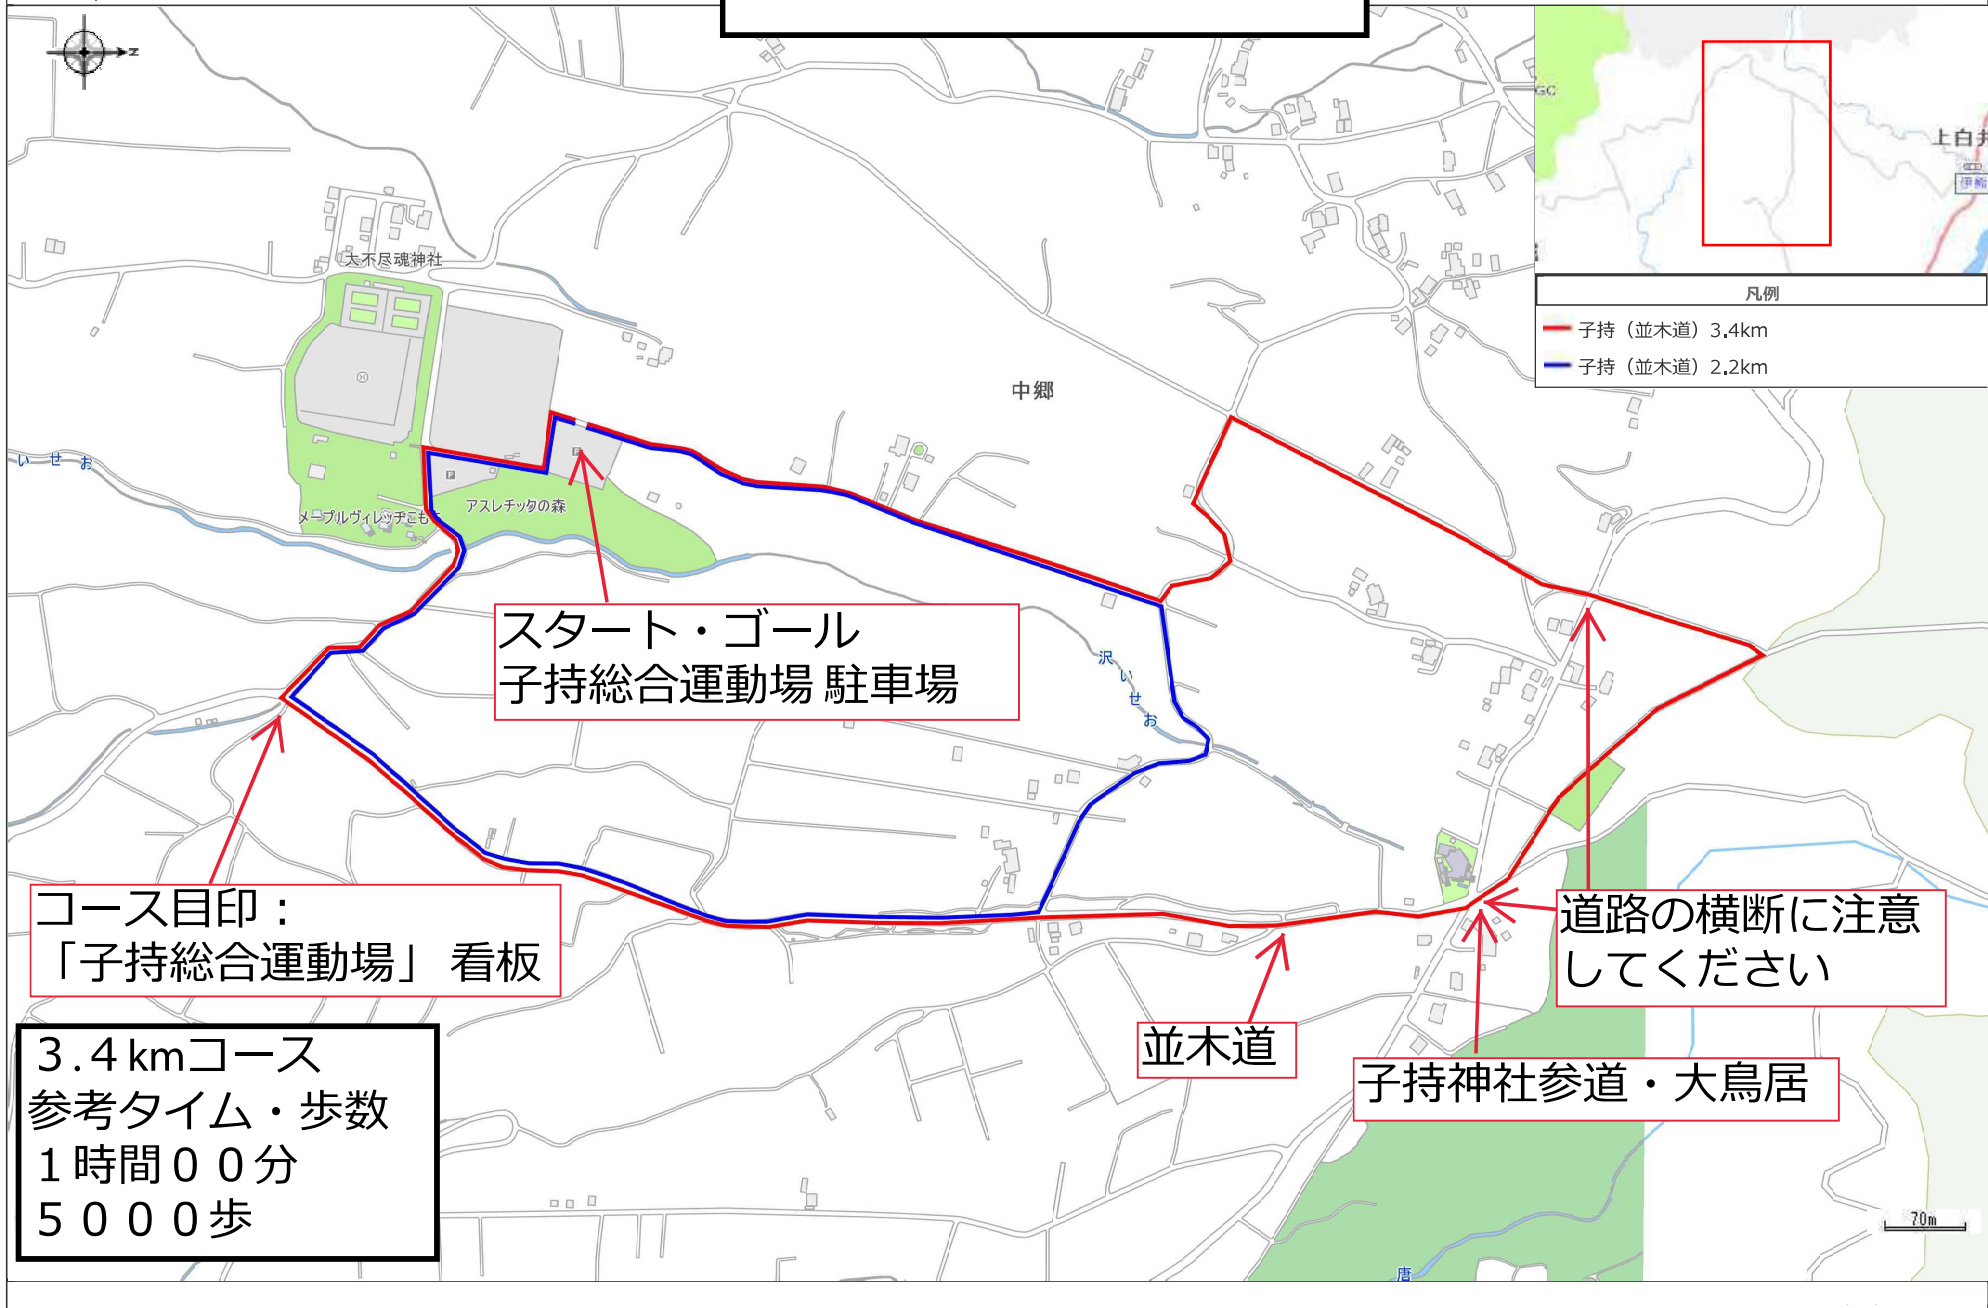 N
GC
上白井
伊熊
凡例
子持（並木道）3.4km
子持（並木道）2.2km
太不尽魂神社
中郷
いせお
P
P
メープルヴィレッヂこもち
アスレチックの森
スタート・ゴール
子持総合運動場 駐車場
沢いせお
コース目印：
「子持総合運動場」 看板
道路の横断に注意
してください
並木道
子持神社参道・大鳥居
3.4kmコース
参考タイム・歩数
１時間００分
５０００歩
70m
唐